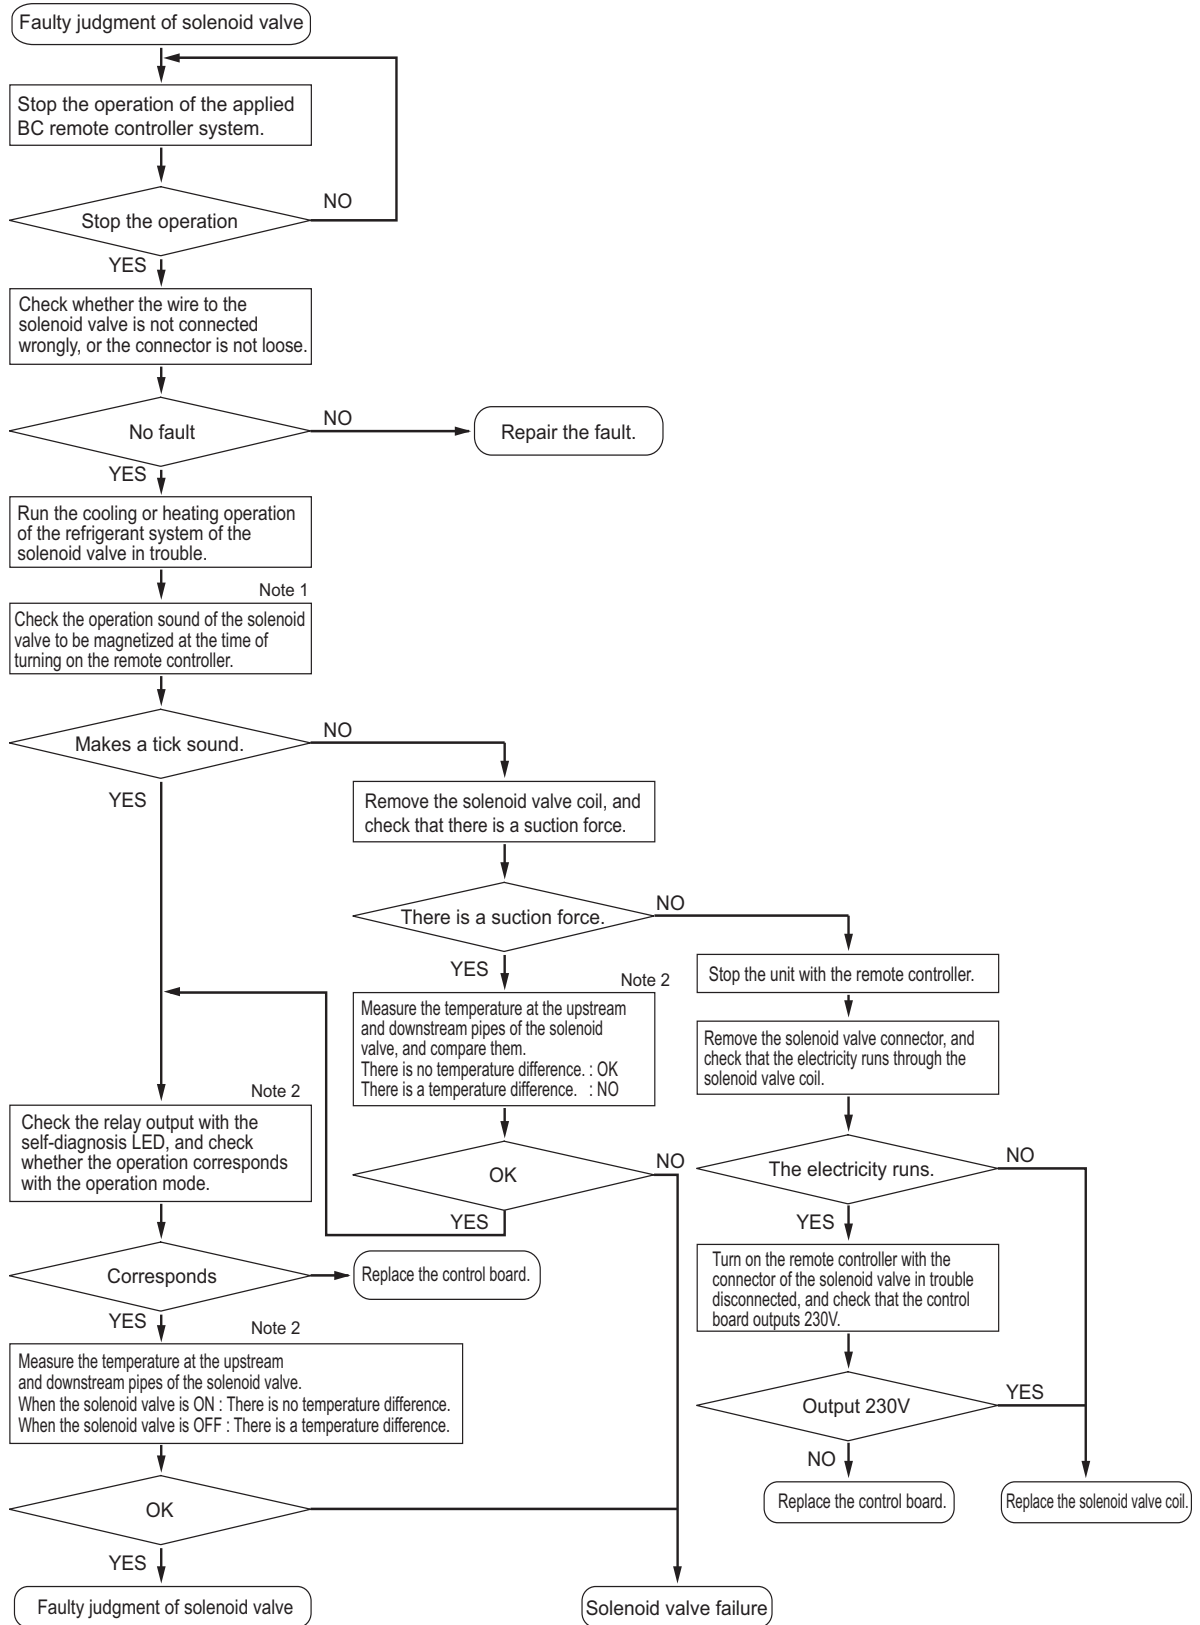 Faulty judgment of solenoid valve
Stop the operation of the applied
BC remote controller system.
Stop the operation
NO
YES
Check whether the wire to the
solenoid valve is not connected
wrongly, or the connector is not loose.
No fault
NO
Repair the fault.
YES
Run the cooling or heating operation
of the refrigerant system of the
solenoid valve in trouble.
Note 1
Check the operation sound of the solenoid
valve to be magnetized at the time of
turning on the remote controller.
Makes a tick sound.
NO
YES
Remove the solenoid valve coil, and
check that there is a suction force.
There is a suction force.
NO
YES
Note 2
Measure the temperature at the upstream
and downstream pipes of the solenoid
valve, and compare them.
There is no temperature difference. : OK
There is a temperature difference. : NO
Stop the unit with the remote controller.
Remove the solenoid valve connector, and
check that the electricity runs through the
solenoid valve coil.
Note 2
Check the relay output with the
self-diagnosis LED, and check
whether the operation corresponds
with the operation mode.
OK
NO
YES
The electricity runs.
NO
YES
Corresponds
Replace the control board.
YES
Turn on the remote controller with the
connector of the solenoid valve in trouble
disconnected, and check that the control
board outputs 230V.
Note 2
Measure the temperature at the upstream
and downstream pipes of the solenoid valve.
When the solenoid valve is ON : There is no temperature difference.
When the solenoid valve is OFF : There is a temperature difference.
Output 230V
YES
NO
Replace the control board.
Replace the solenoid valve coil.
OK
YES
Faulty judgment of solenoid valve
Solenoid valve failure